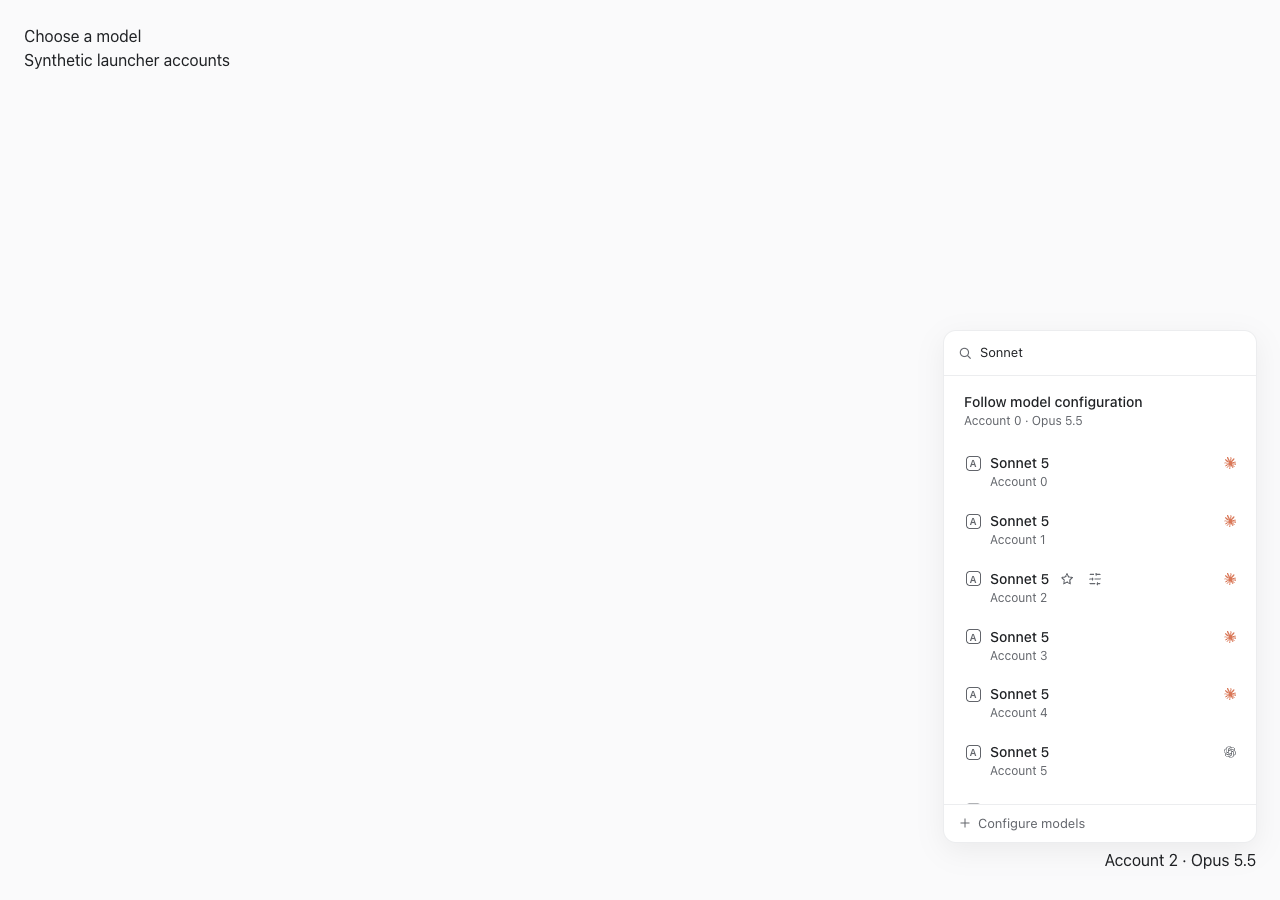 Choose a model
Synthetic launcher accounts
Sonnet
Follow model configuration
Account 0 · Opus 5.5
A Sonnet 5
Account 0
A Sonnet 5
Account 1
A Sonnet 5
Account 2
A Sonnet 5
Account 3
A Sonnet 5
Account 4
A Sonnet 5
Account 5
+ Configure models
Account 2 · Opus 5.5